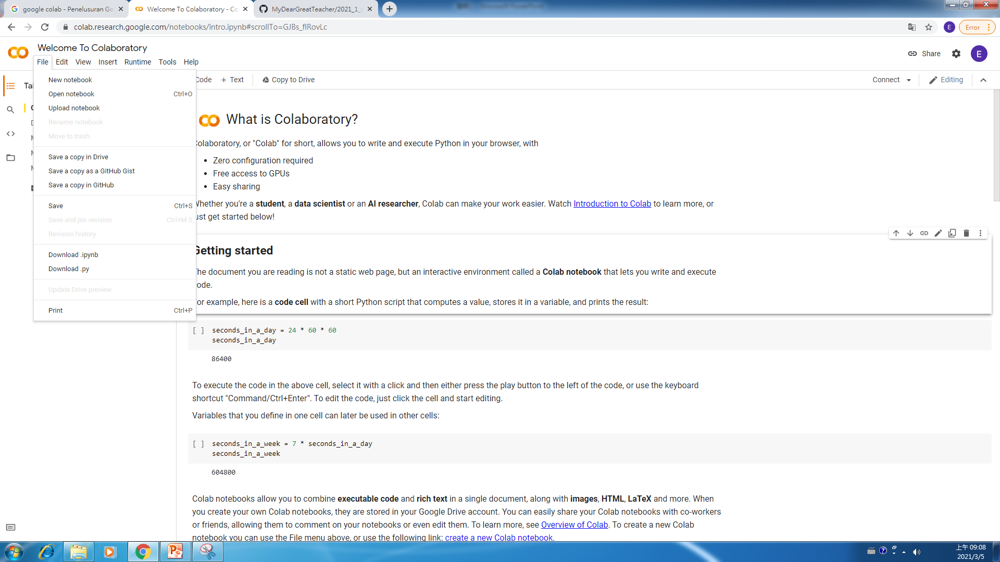 google colab - Penelusuran Go
Welcome To Colaboratory - Co
MyDearGreatTeacher/2021_1_
colab.research.google.com/notebooks/intro.ipynb#scrollTo=GJBs_flRovLc
E
Error
Welcome To Colaboratory
File Edit View Insert Runtime Tools Help
Share
E
Code + Text Copy to Drive
Connect
Editing
New notebook
Open notebook Ctrl+O
Upload notebook
Rename notebook
Move to trash
Save a copy in Drive
Save a copy as a GitHub Gist
Save a copy in GitHub
Save Ctrl+S
Save and pin revision Ctrl+M S
Revision history
Download .ipynb
Download .py
Update Drive preview
Print Ctrl+P
What is Colaboratory?
Colaboratory, or "Colab" for short, allows you to write and execute Python in your browser, with
• Zero configuration required
• Free access to GPUs
• Easy sharing
Whether you're a student, a data scientist or an AI researcher, Colab can make your work easier. Watch Introduction to Colab to learn more, or
just get started below!
Getting started
The document you are reading is not a static web page, but an interactive environment called a Colab notebook that lets you write and execute
code.
For example, here is a code cell with a short Python script that computes a value, stores it in a variable, and prints the result:
[ ] seconds_in_a_day = 24 * 60 * 60
seconds_in_a_day
86400
To execute the code in the above cell, select it with a click and then either press the play button to the left of the code, or use the keyboard
shortcut "Command/Ctrl+Enter". To edit the code, just click the cell and start editing.
Variables that you define in one cell can later be used in other cells:
[ ] seconds_in_a_week = 7 * seconds_in_a_day
seconds_in_a_week
604800
Colab notebooks allow you to combine executable code and rich text in a single document, along with images, HTML, LaTeX and more. When
you create your own Colab notebooks, they are stored in your Google Drive account. You can easily share your Colab notebooks with co-workers
or friends, allowing them to comment on your notebooks or even edit them. To learn more, see Overview of Colab. To create a new Colab
notebook you can use the File menu above, or use the following link: create a new Colab notebook.
上午 09:08
2021/3/5